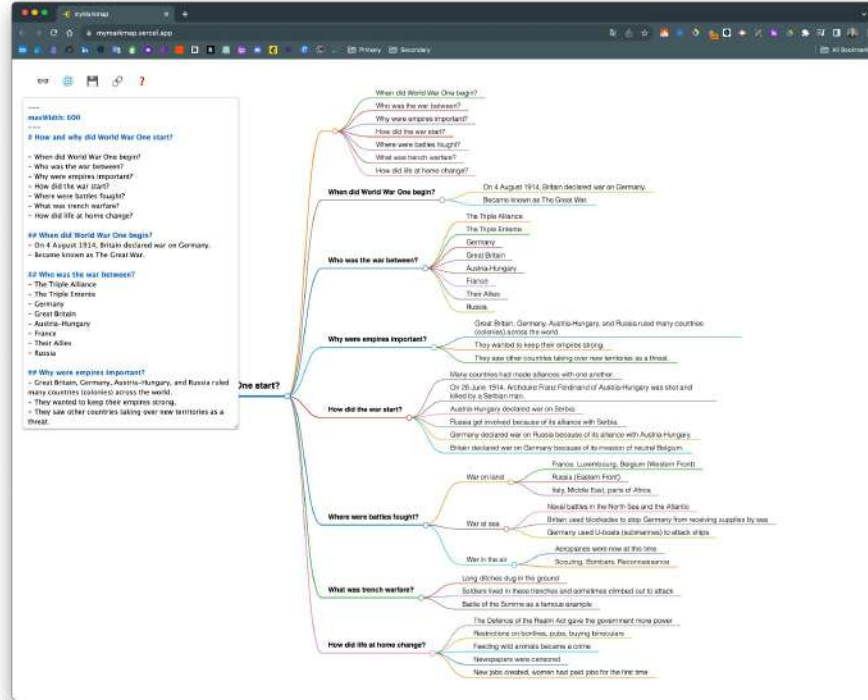 myMarkmap
mymarkmap.vercel.app
Primary
Secondary
All Bookmarks
?
---
maxWidth: 600
---
# How and why did World War One start?
- When did World War One begin?
- Who was the war between?
- Why were empires important?
- How did the war start?
- Where were battles fought?
- What was trench warfare?
- How did life at home change?
## When did World War One begin?
- On 4 August 1914, Britain declared war on Germany.
- Became known as The Great War.
## Who was the war between?
- The Triple Alliance
- The Triple Entente
- Germany
- Great Britain
- Austria-Hungary
- France
- Their Allies
- Russia
## Why were empires important?
- Great Britain, Germany, Austria-Hungary, and Russia ruled
many countries (colonies) across the world.
- They wanted to keep their empires strong.
- They saw other countries taking over new territories as a
threat.
One start?
When did World War One begin?
Who was the war between?
Why were empires important?
How did the war start?
Where were battles fought?
What was trench warfare?
How did life at home change?
When did World War One begin?
On 4 August 1914, Britain declared war on Germany.
Became known as The Great War.
Who was the war between?
The Triple Alliance
The Triple Entente
Germany
Great Britain
Austria-Hungary
France
Their Allies
Russia
Why were empires important?
Great Britain, Germany, Austria-Hungary, and Russia ruled many countries
(colonies) across the world.
They wanted to keep their empires strong.
They saw other countries taking over new territories as a threat.
How did the war start?
Many countries had made alliances with one another.
On 28 June 1914, Archduke Franz Ferdinand of Austria-Hungary was shot and
killed by a Serbian man.
Austria-Hungary declared war on Serbia.
Russia got involved because of its alliance with Serbia.
Germany declared war on Russia because of its alliance with Austria-Hungary.
Britain declared war on Germany because of its invasion of neutral Belgium.
Where were battles fought?
War on land
France, Luxembourg, Belgium (Western Front)
Russia (Eastern Front)
Italy, Middle East, parts of Africa
War at sea
Naval battles in the North Sea and the Atlantic
Britain used blockades to stop Germany from receiving supplies by sea
Germany used U-boats (submarines) to attack ships
War in the air
Aeroplanes were new at this time
Scouting, Bombers, Reconnaissance
What was trench warfare?
Long ditches dug in the ground
Soldiers lived in these trenches and sometimes climbed out to attack
Battle of the Somme as a famous example
How did life at home change?
The Defence of the Realm Act gave the government more power
Restrictions on bonfires, pubs, buying binoculars
Feeding wild animals became a crime
Newspapers were censored
New jobs created, women had paid jobs for the first time